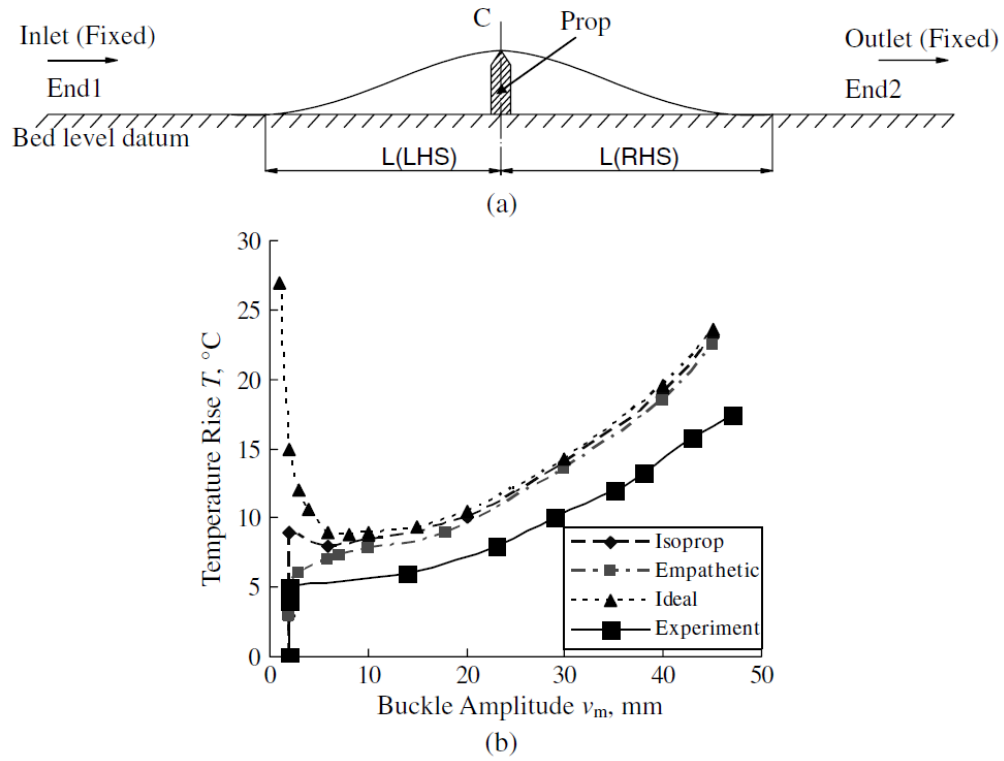 C
Prop
Inlet (Fixed)
Outlet (Fixed)
End1
End2
Bed level datum
L(LHS)
L(RHS)
(a)
30
25
20
15
10
5
0
Temperature Rise T, °C
Isoprop
Empathetic
Ideal
Experiment
0
10
20
30
40
50
Buckle Amplitude vm, mm
(b)